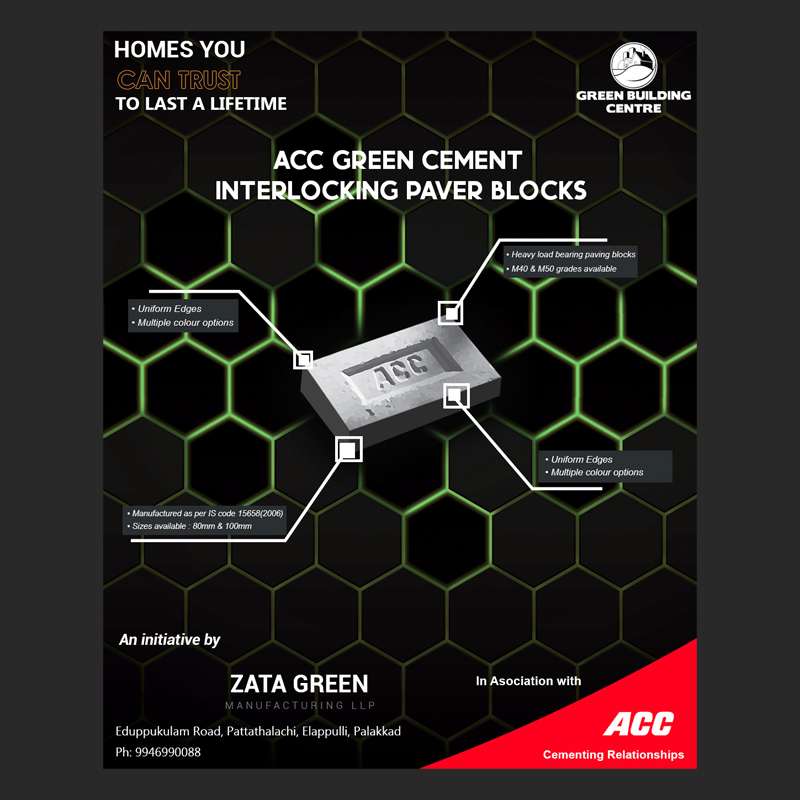 HOMES YOU
CAN TRUST
TO LAST A LIFETIME
GREEN BUILDING
CENTRE
ACC GREEN CEMENT
INTERLOCKING PAVER BLOCKS
• Heavy load bearing paving blocks
• M40 & M50 grades available
• Uniform Edges
• Multiple colour options
ACC
• Uniform Edges
• Multiple colour options
• Manufactured as per IS code 15658(2006)
• Sizes available : 80mm & 100mm
An initiative by
ZATA GREEN
MANUFACTURING LLP
Eduppukulam Road, Pattathalachi, Elappulli, Palakkad
Ph: 9946990088
In Asociation with
ACC
Cementing Relationships